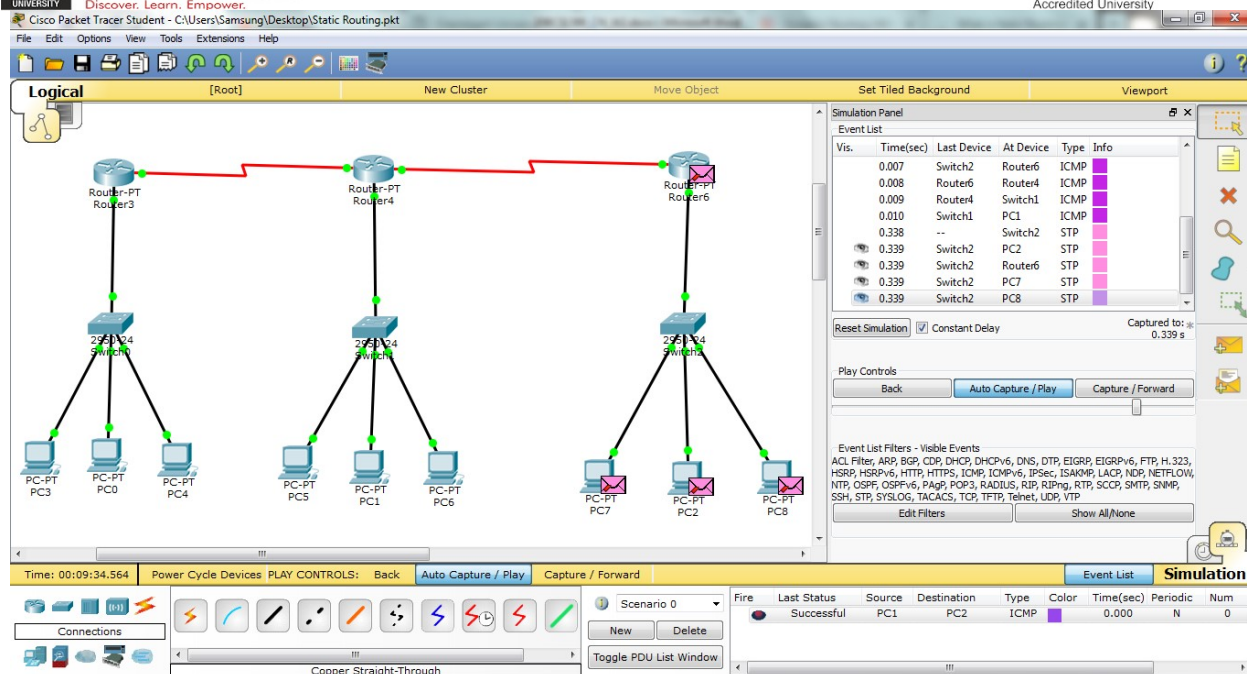 UNIVERSITY Discover. Learn. Empower. Accredited University
Cisco Packet Tracer Student - C:\Users\Samsung\Desktop\Static Routing.pkt
File Edit Options View Tools Extensions Help
Logical [Root] New Cluster Move Object Set Tiled Background Viewport
Router-PT
Router3
Router-PT
Router4
Router-PT
Router6
2950-24
Switch0
2950-24
Switch1
2950-24
Switch2
PC-PT
PC3
PC-PT
PC0
PC-PT
PC4
PC-PT
PC5
PC-PT
PC1
PC-PT
PC6
PC-PT
PC7
PC-PT
PC2
PC-PT
PC8
Simulation Panel
Event List
Vis. Time(sec) Last Device At Device Type Info
0.007 Switch2 Router6 ICMP
0.008 Router6 Router4 ICMP
0.009 Router4 Switch1 ICMP
0.010 Switch1 PC1 ICMP
0.338 -- Switch2 STP
0.339 Switch2 PC2 STP
0.339 Switch2 Router6 STP
0.339 Switch2 PC7 STP
0.339 Switch2 PC8 STP
Reset Simulation Constant Delay Captured to: *
0.339 s
Play Controls
Back Auto Capture / Play Capture / Forward
Event List Filters - Visible Events
ACL Filter, ARP, BGP, CDP, DHCP, DHCPv6, DNS, DTP, EIGRP, EIGRPv6, FTP, H.323,
HSRP, HSRPv6, HTTP, HTTPS, ICMP, ICMPv6, IPSec, ISAKMP, LACP, NDP, NETFLOW,
NTP, OSPF, OSPFv6, PAgP, POP3, RADIUS, RIP, RIPng, RTP, SCCP, SMTP, SNMP,
SSH, STP, SYSLOG, TACACS, TCP, TFTP, Telnet, UDP, VTP
Edit Filters Show All/None
Time: 00:09:34.564 Power Cycle Devices PLAY CONTROLS: Back Auto Capture / Play Capture / Forward Event List Simulation
Connections
Copper Straight-Through
Scenario 0
New Delete
Toggle PDU List Window
Fire Last Status Source Destination Type Color Time(sec) Periodic Num
Successful PC1 PC2 ICMP 0.000 N 0